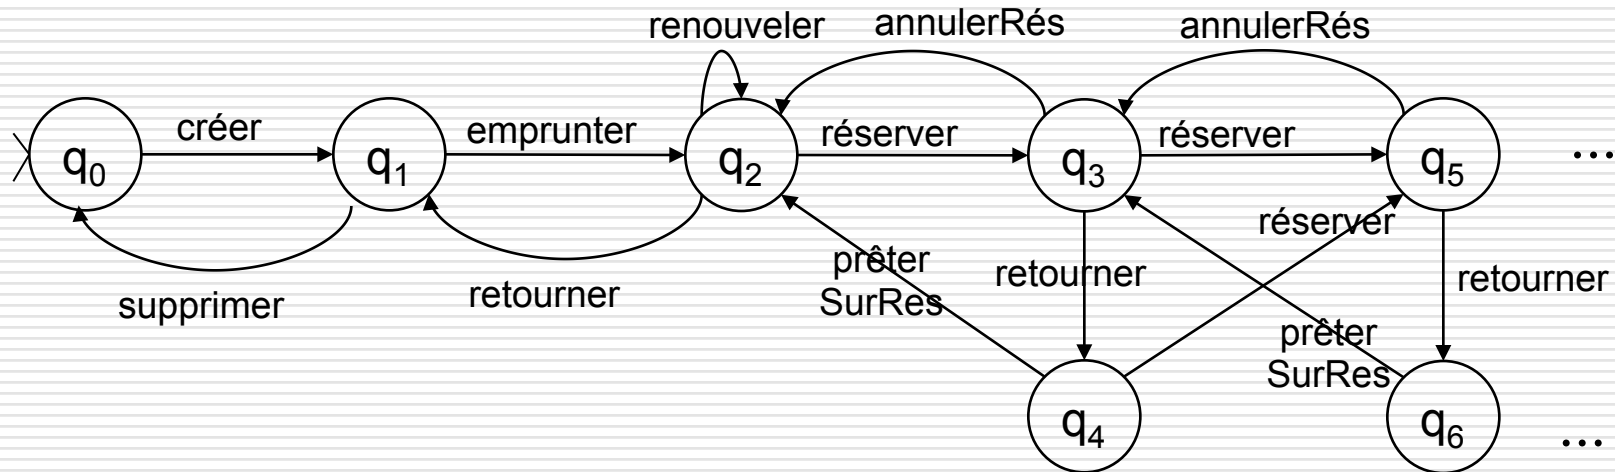 renouveler
annulerRés
annulerRés
créer
emprunter
réserver
réserver
q0
q1
q2
q3
q5
...
supprimer
retourner
prêter
SurRes
retourner
réserver
prêter
SurRes
retourner
q4
q6
...